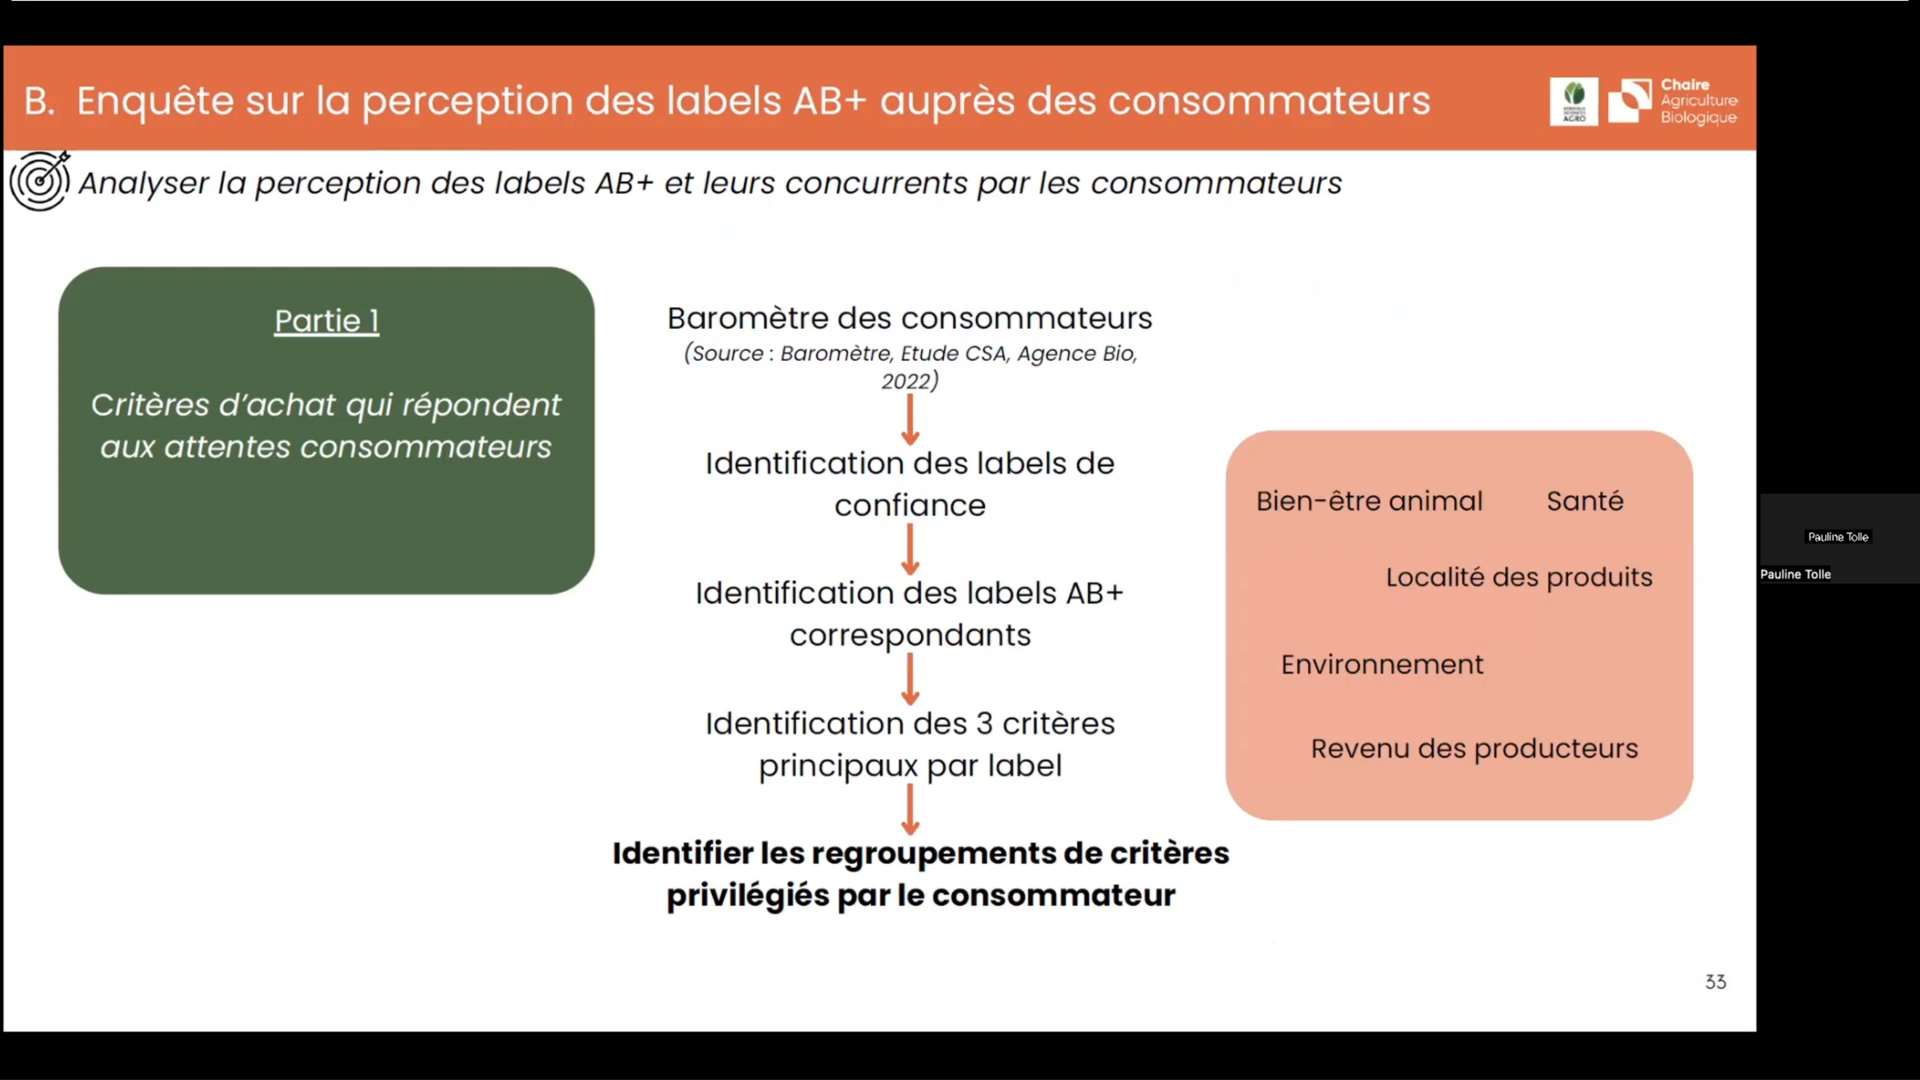 B. Enquête sur la perception des labels AB+ auprès des consommateurs
Chaire
Agriculture
Biologique
AGRO
Analyser la perception des labels AB+ et leurs concurrents par les consommateurs
Partie 1
Critères d'achat qui répondent
aux attentes consommateurs
Baromètre des consommateurs
(Source : Baromètre, Etude CSA, Agence Bio,
2022)
Identification des labels de
confiance
Identification des labels AB+
correspondants
Identification des 3 critères
principaux par label
Identifier les regroupements de critères
privilégiés par le consommateur
Bien-être animal
Santé
Localité des produits
Environnement
Revenu des producteurs
Pauline Tolle
Pauline Tolle
33